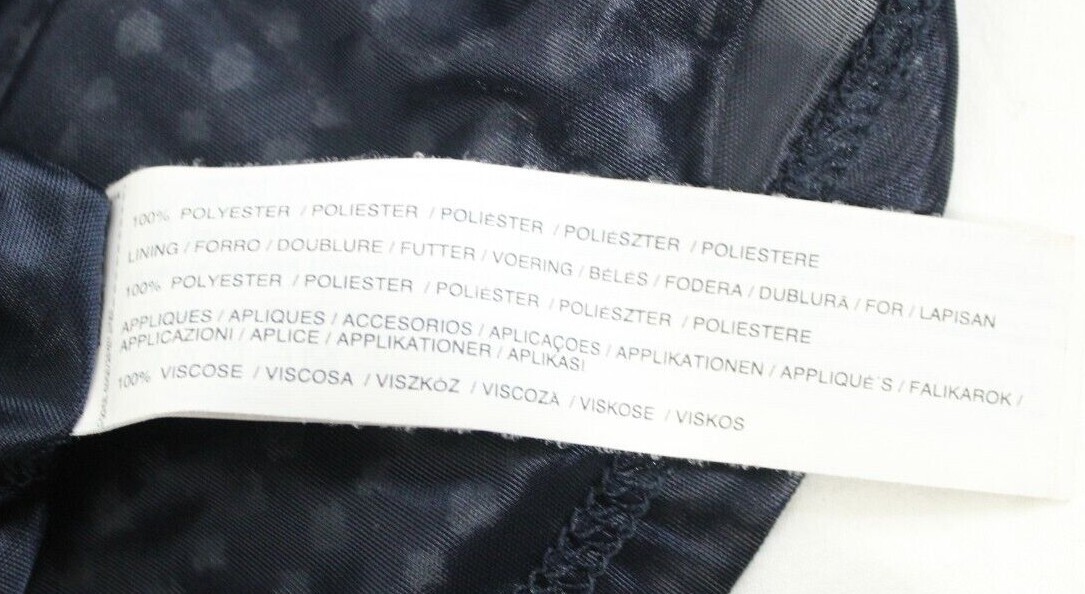 100% POLYESTER / POLIESTER / POLIÉSTER / POLIÉSZTER / POLIESTERE
LINING / FORRO / DOUBLURE / FUTTER / VOERING / BÉLÉS / FODERA / DUBLURĂ / FOR / LAPISAN
100% POLYESTER / POLIESTER / POLIÉSTER / POLIÉSZTER / POLIESTERE
APPLIQUES / APLIQUES / ACCESORIOS / APLICAÇOES / APPLIKATIONEN / APPLIQUÉ´S / FALIKAROK /
APPLICAZIONI / APLICE / APPLIKATIONER / APLIKASI
100% VISCOSE / VISCOSA / VISZKÓZ / VISCOZÀ / VISKOSE / VISKOS